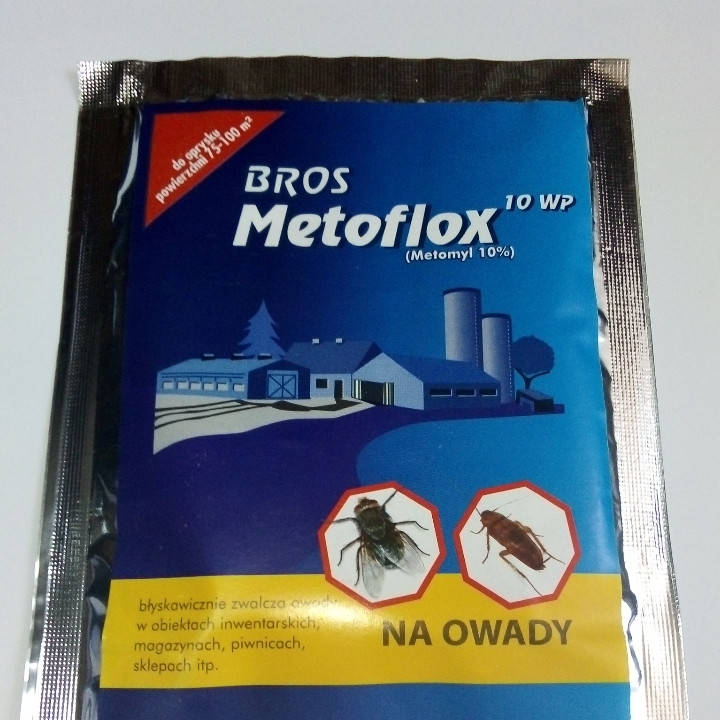 do oprysku
powierzchni 75-100 m²
BROS
Metoflox 10 WP
(Metomyl 10%)
błyskawicznie zwalcza owady
w obiektach inwentarskich,
magazynach, piwnicach,
sklepach itp.
NA OWADY